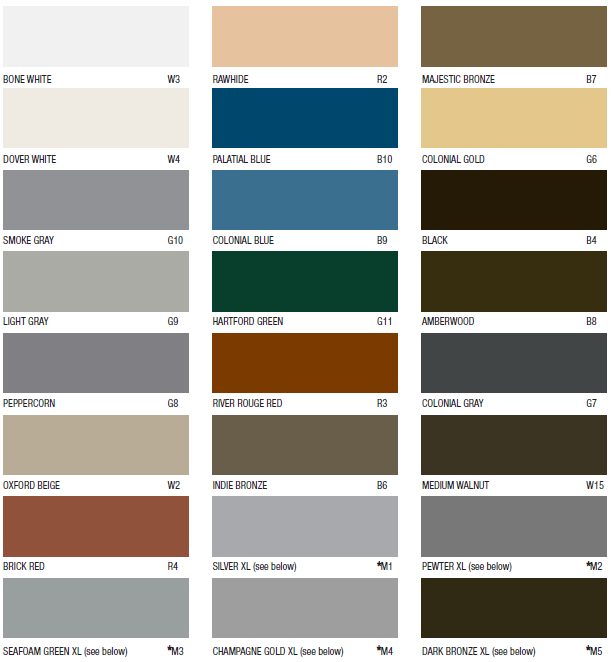 BONE WHITE W3 RAWHIDE R2 MAJESTIC BRONZE B7
DOVER WHITE W4 PALATIAL BLUE B10 COLONIAL GOLD G6
SMOKE GRAY G10 COLONIAL BLUE B9 BLACK B4
LIGHT GRAY G9 HARTFORD GREEN G11 AMBERWOOD B8
PEPPERCORN G8 RIVER ROUGE RED R3 COLONIAL GRAY G7
OXFORD BEIGE W2 INDIE BRONZE B6 MEDIUM WALNUT W15
BRICK RED R4 SILVER XL (see below) *M1 PEWTER XL (see below) *M2
SEAFOAM GREEN XL (see below) *M3 CHAMPAGNE GOLD XL (see below) *M4 DARK BRONZE XL (see below) *M5